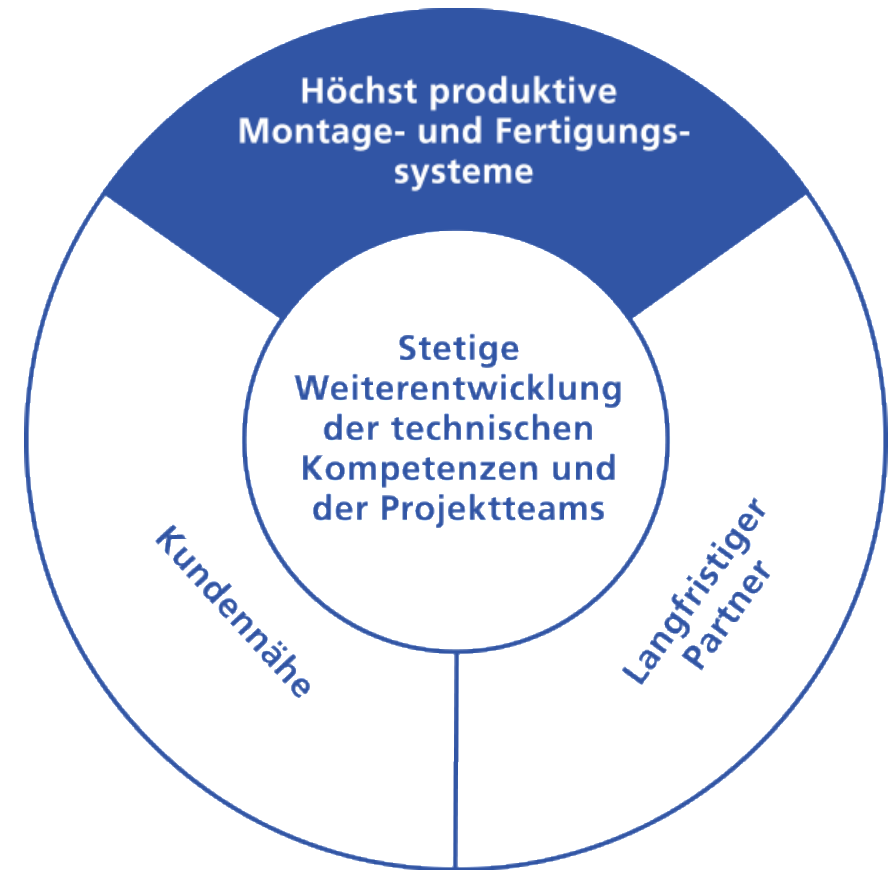 Höchst produktive
Montage- und Fertigungs-
systeme
Stetige
Weiterentwicklung
der technischen
Kompetenzen und
der Projektteams
Kundennähe
Langfristiger
Partner